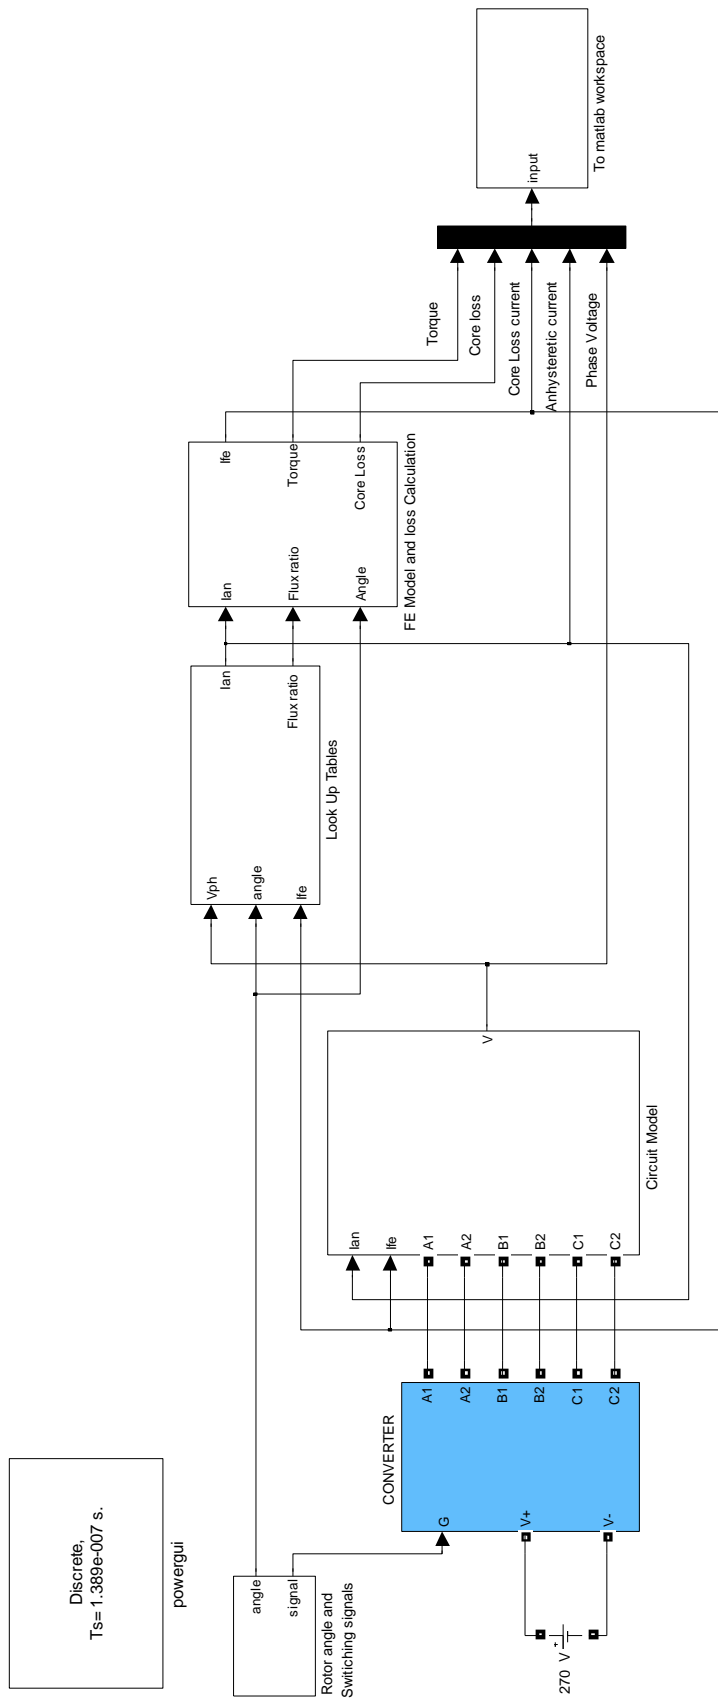 Discrete,
Ts= 1.389e-007 s.
powergui
angle
signal
Rotor angle and
Switiching signals
270 V
+
CONVERTER
G
V+
V-
A1
A2
B1
B2
C1
C2
Ian
Ife
A1
A2
B1
B2
C1
C2
V
Circuit Model
Vph
angle
Ife
Ian
Flux ratio
Look Up Tables
Ian
Flux ratio
Angle
Ife
Torque
Core Loss
FE Model and loss Calculation
Torque
Core loss
Core Loss current
Anhysteretic current
Phase Voltage
input
To matlab workspace